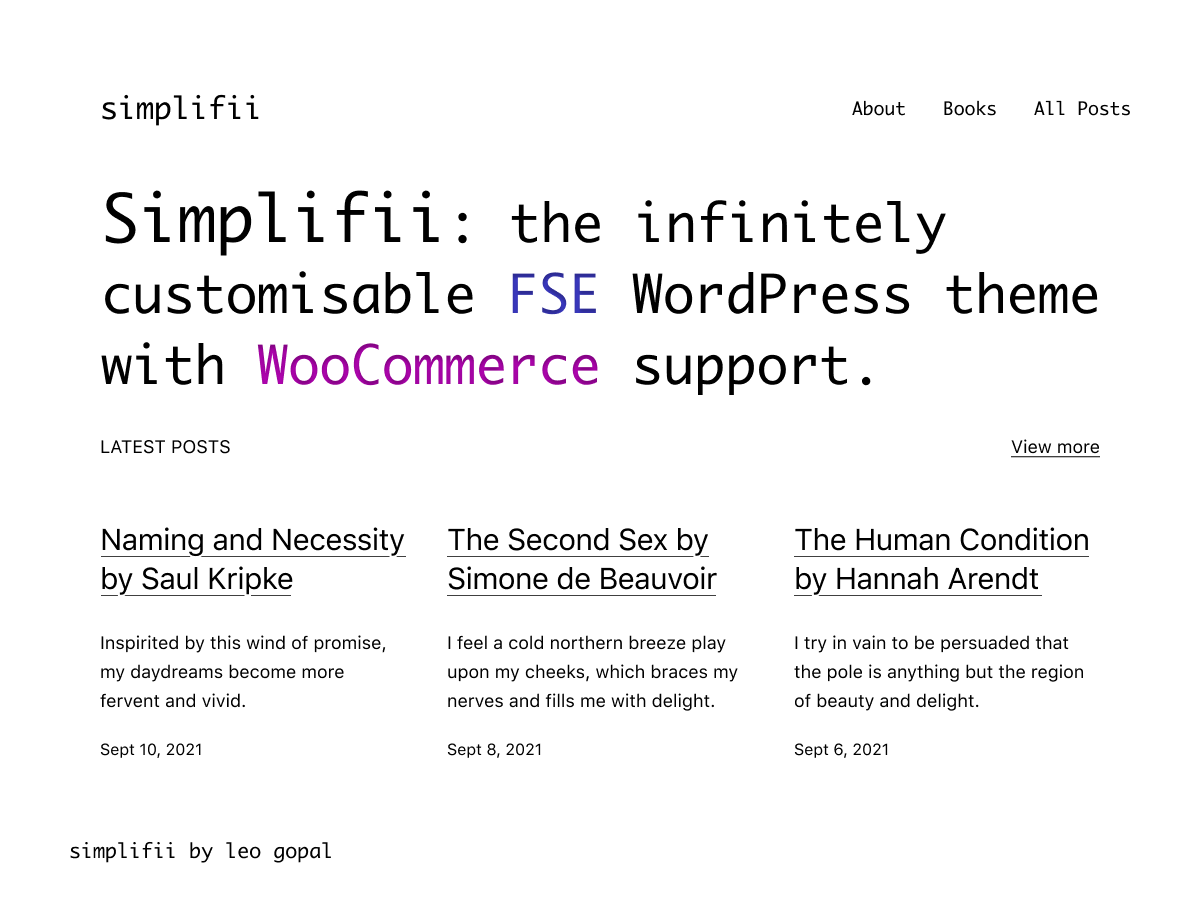 simplifii
About Books All Posts
Simplifii: the infinitely
customisable FSE WordPress theme
with WooCommerce support.
LATEST POSTS
View more
Naming and Necessity
by Saul Kripke
Inspirited by this wind of promise,
my daydreams become more
fervent and vivid.
Sept 10, 2021
The Second Sex by
Simone de Beauvoir
I feel a cold northern breeze play
upon my cheeks, which braces my
nerves and fills me with delight.
Sept 8, 2021
The Human Condition
by Hannah Arendt
I try in vain to be persuaded that
the pole is anything but the region
of beauty and delight.
Sept 6, 2021
simplifii by leo gopal